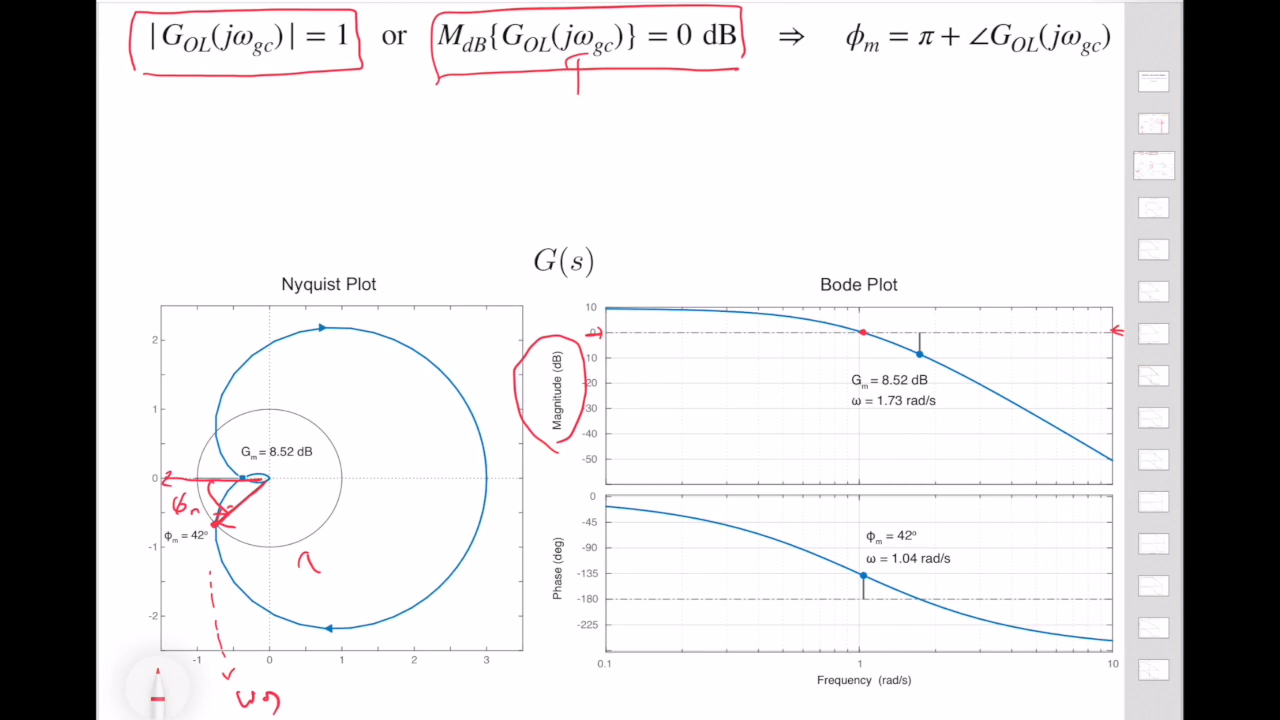 |G_OL(jω_gc)| = 1 or M_dB{G_OL(jω_gc)} = 0 dB ⇒ ϕ_m = π + ∠G_OL(jω_gc)
G(s)
Nyquist Plot
2
1
0
-1
-2
-1 0 1 2 3
G_m = 8.52 dB
ϕ_m
ϕ_m = 42°
Bode Plot
Magnitude (dB)
10
0
-10
-20
-30
-40
-50
G_m = 8.52 dB
ω = 1.73 rad/s
Phase (deg)
0
-45
-90
-135
-180
-225
ϕ_m = 42°
ω = 1.04 rad/s
0.1 1 10
Frequency (rad/s)